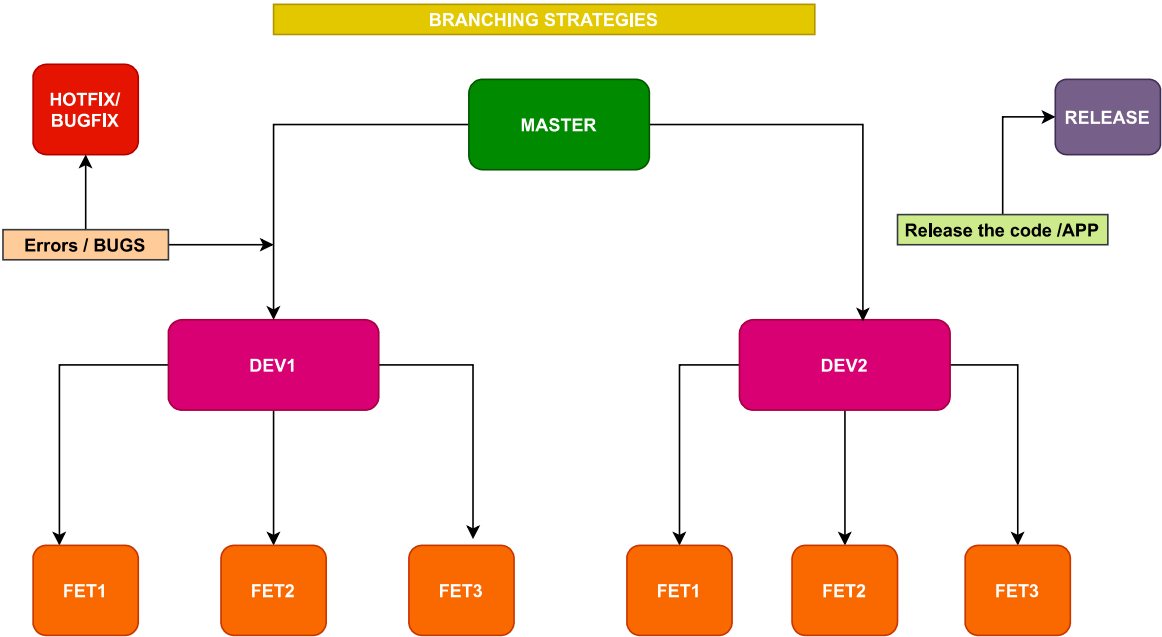 BRANCHING STRATEGIES
HOTFIX/
BUGFIX
MASTER
RELEASE
Errors / BUGS
Release the code /APP
DEV1
DEV2
FET1
FET2
FET3
FET1
FET2
FET3